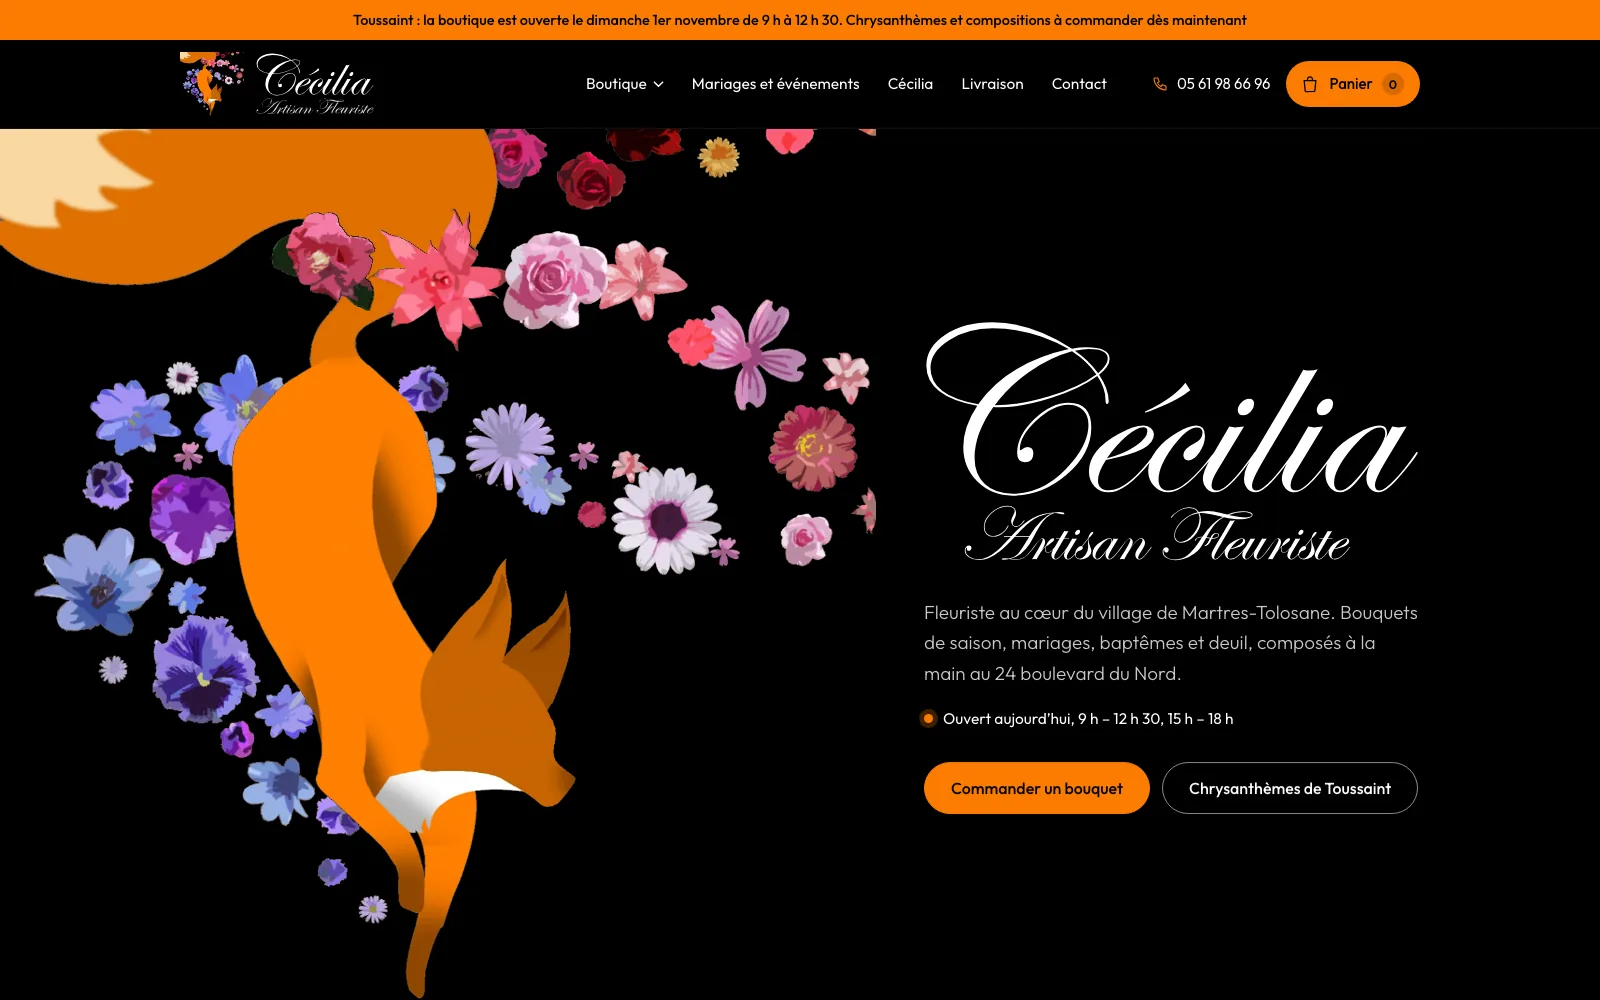 Toussaint : la boutique est ouverte le dimanche 1er novembre de 9 h à 12 h 30. Chrysanthèmes et compositions à commander dès maintenant
Cécilia
Artisan Fleuriste
Boutique
Mariages et événements
Cécilia
Livraison
Contact
05 61 98 66 96
Panier 0
Cécilia
Artisan Fleuriste
Fleuriste au cœur du village de Martres-Tolosane. Bouquets
de saison, mariages, baptêmes et deuil, composés à la
main au 24 boulevard du Nord.
Ouvert aujourd’hui, 9 h – 12 h 30, 15 h – 18 h
Commander un bouquet
Chrysanthèmes de Toussaint